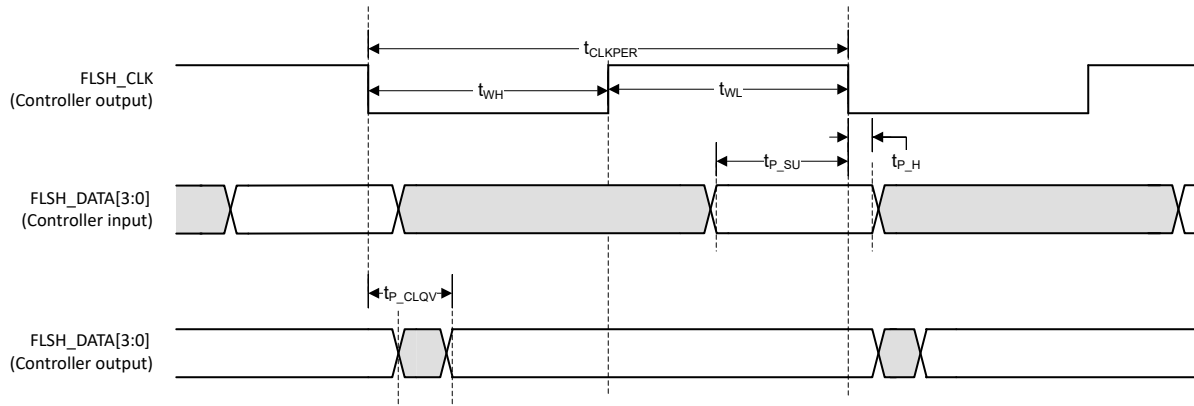 tCLKPER
FLSH_CLK
(Controller output)
tWH
tWL
tP_SU
tP_H
FLSH_DATA[3:0]
(Controller input)
tP_CLQV
FLSH_DATA[3:0]
(Controller output)